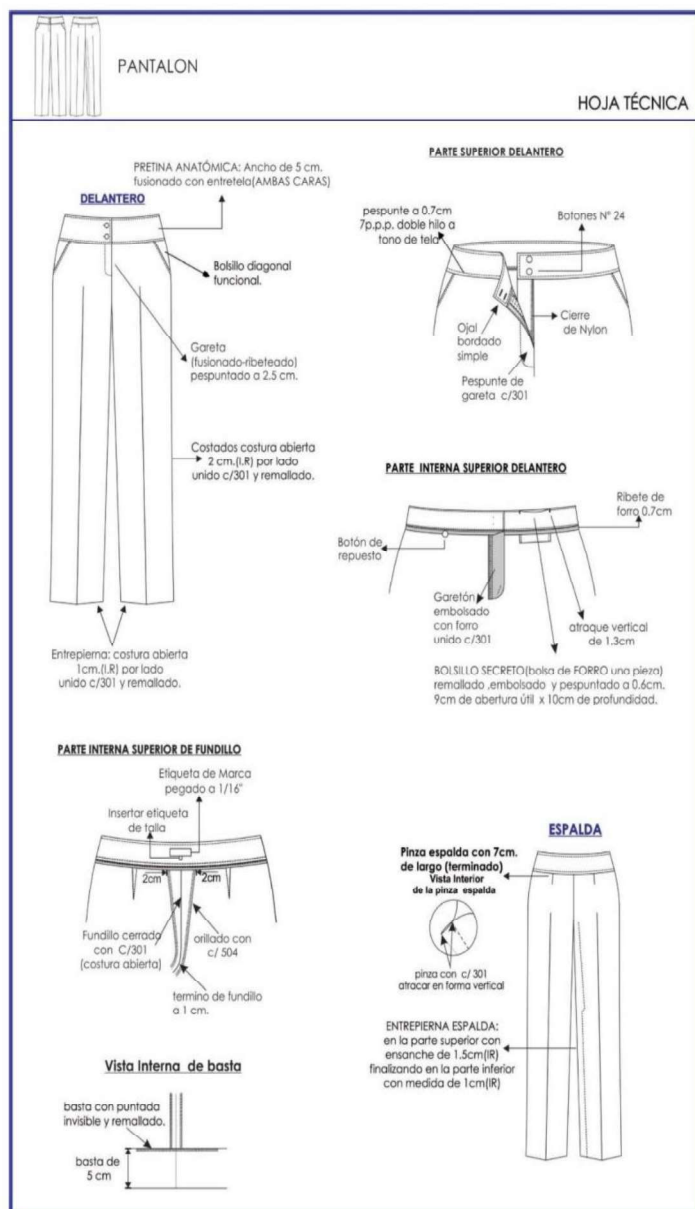 PANTALON
HOJA TÉCNICA
PRETINA ANATÓMICA: Ancho de 5 cm.
fusionado con entretela(AMBAS CARAS)
DELANTERO
Bolsillo diagonal
funcional.
Gareta
(fusionado-ribeteado)
pespuntado a 2.5 cm.
Costados costura abierta
2 cm.(I.R) por lado
unido c/301 y remallado.
Entrepierna: costura abierta
1cm.(I.R) por lado
unido c/301 y remallado.
PARTE SUPERIOR DELANTERO
pespunte a 0.7cm
7p.p.p. doble hilo a
tono de tela
Botones N° 24
Ojal
bordado
simple
Cierre
de Nylon
Pespunte de
gareta c/301
PARTE INTERNA SUPERIOR DELANTERO
Ribete de
forro 0.7cm
Botón de
repuesto
Garetón
embolsado
con forro
unido c/301
atraque vertical
de 1.3cm
BOLSILLO SECRETO(bolsa de FORRO una pieza)
remallado ,embolsado y pespuntado a 0.6cm.
9cm de abertura útil x 10cm de profundidad.
PARTE INTERNA SUPERIOR DE FUNDILLO
Etiqueta de Marca
pegado a 1/16"
Insertar etiqueta
de talla
2cm
2cm
Fundillo cerrado
con C/301
(costura abierta)
orillado con
c/ 504
termino de fundillo
a 1 cm.
ESPALDA
Pinza espalda con 7cm.
de largo (terminado)
Vista Interior
de la pinza espalda
pinza con c/ 301
atracar en forma vertical
ENTREPIERNA ESPALDA:
en la parte superior con
ensanche de 1.5cm(IR)
finalizando en la parte inferior
con medida de 1cm(IR)
Vista Interna de basta
basta con puntada
invisible y remallado.
basta de
5 cm